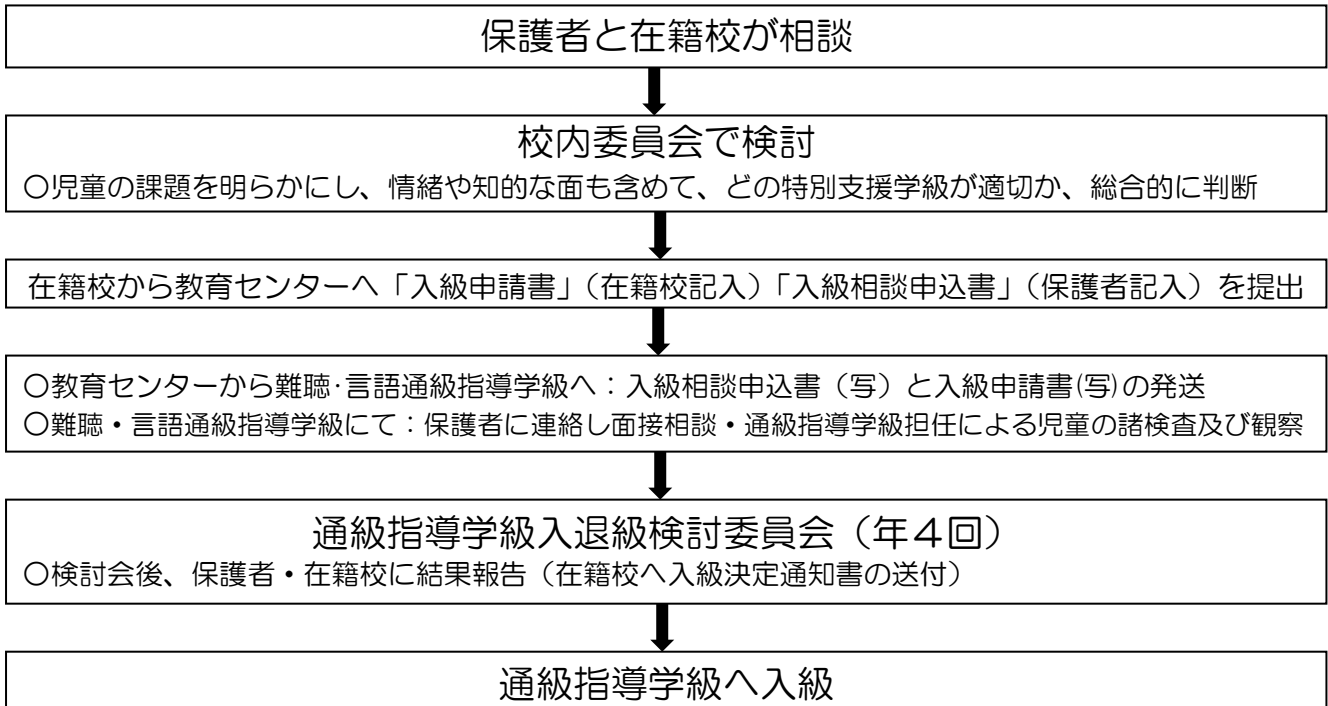 保護者と在籍校が相談
校内委員会で検討
〇児童の課題を明らかにし、情緒や知的な面も含めて、どの特別支援学級が適切か、総合的に判断
在籍校から教育センターへ「入級申請書」（在籍校記入）「入級相談申込書」（保護者記入）を提出
〇教育センターから難聴・言語通級指導学級へ：入級相談申込書（写）と入級申請書(写)の発送
〇難聴・言語通級指導学級にて：保護者に連絡し面接相談・通級指導学級担任による児童の諸検査及び観察
通級指導学級入退級検討委員会（年４回）
〇検討会後、保護者・在籍校に結果報告（在籍校へ入級決定通知書の送付）
通級指導学級へ入級